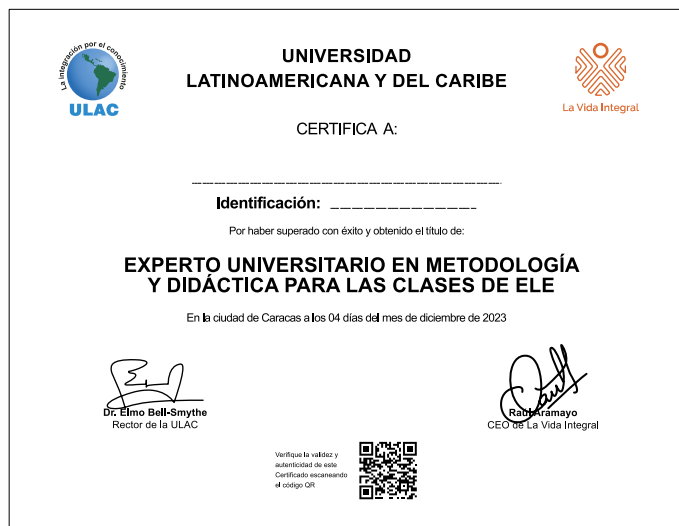 La integración por el conocimiento
ULAC
UNIVERSIDAD
LATINOAMERICANA Y DEL CARIBE
La Vida Integral
CERTIFICA A:
Identificación:
Por haber superado con éxito y obtenido el título de:
EXPERTO UNIVERSITARIO EN METODOLOGÍA
Y DIDÁCTICA PARA LAS CLASES DE ELE
En la ciudad de Caracas a los 04 días del mes de diciembre de 2023
Dr. Elmo Bell-Smythe
Rector de la ULAC
Raúl Aramayo
CEO de La Vida Integral
Verifique la validez y
autenticidad de este
Certificado escaneando
el código QR